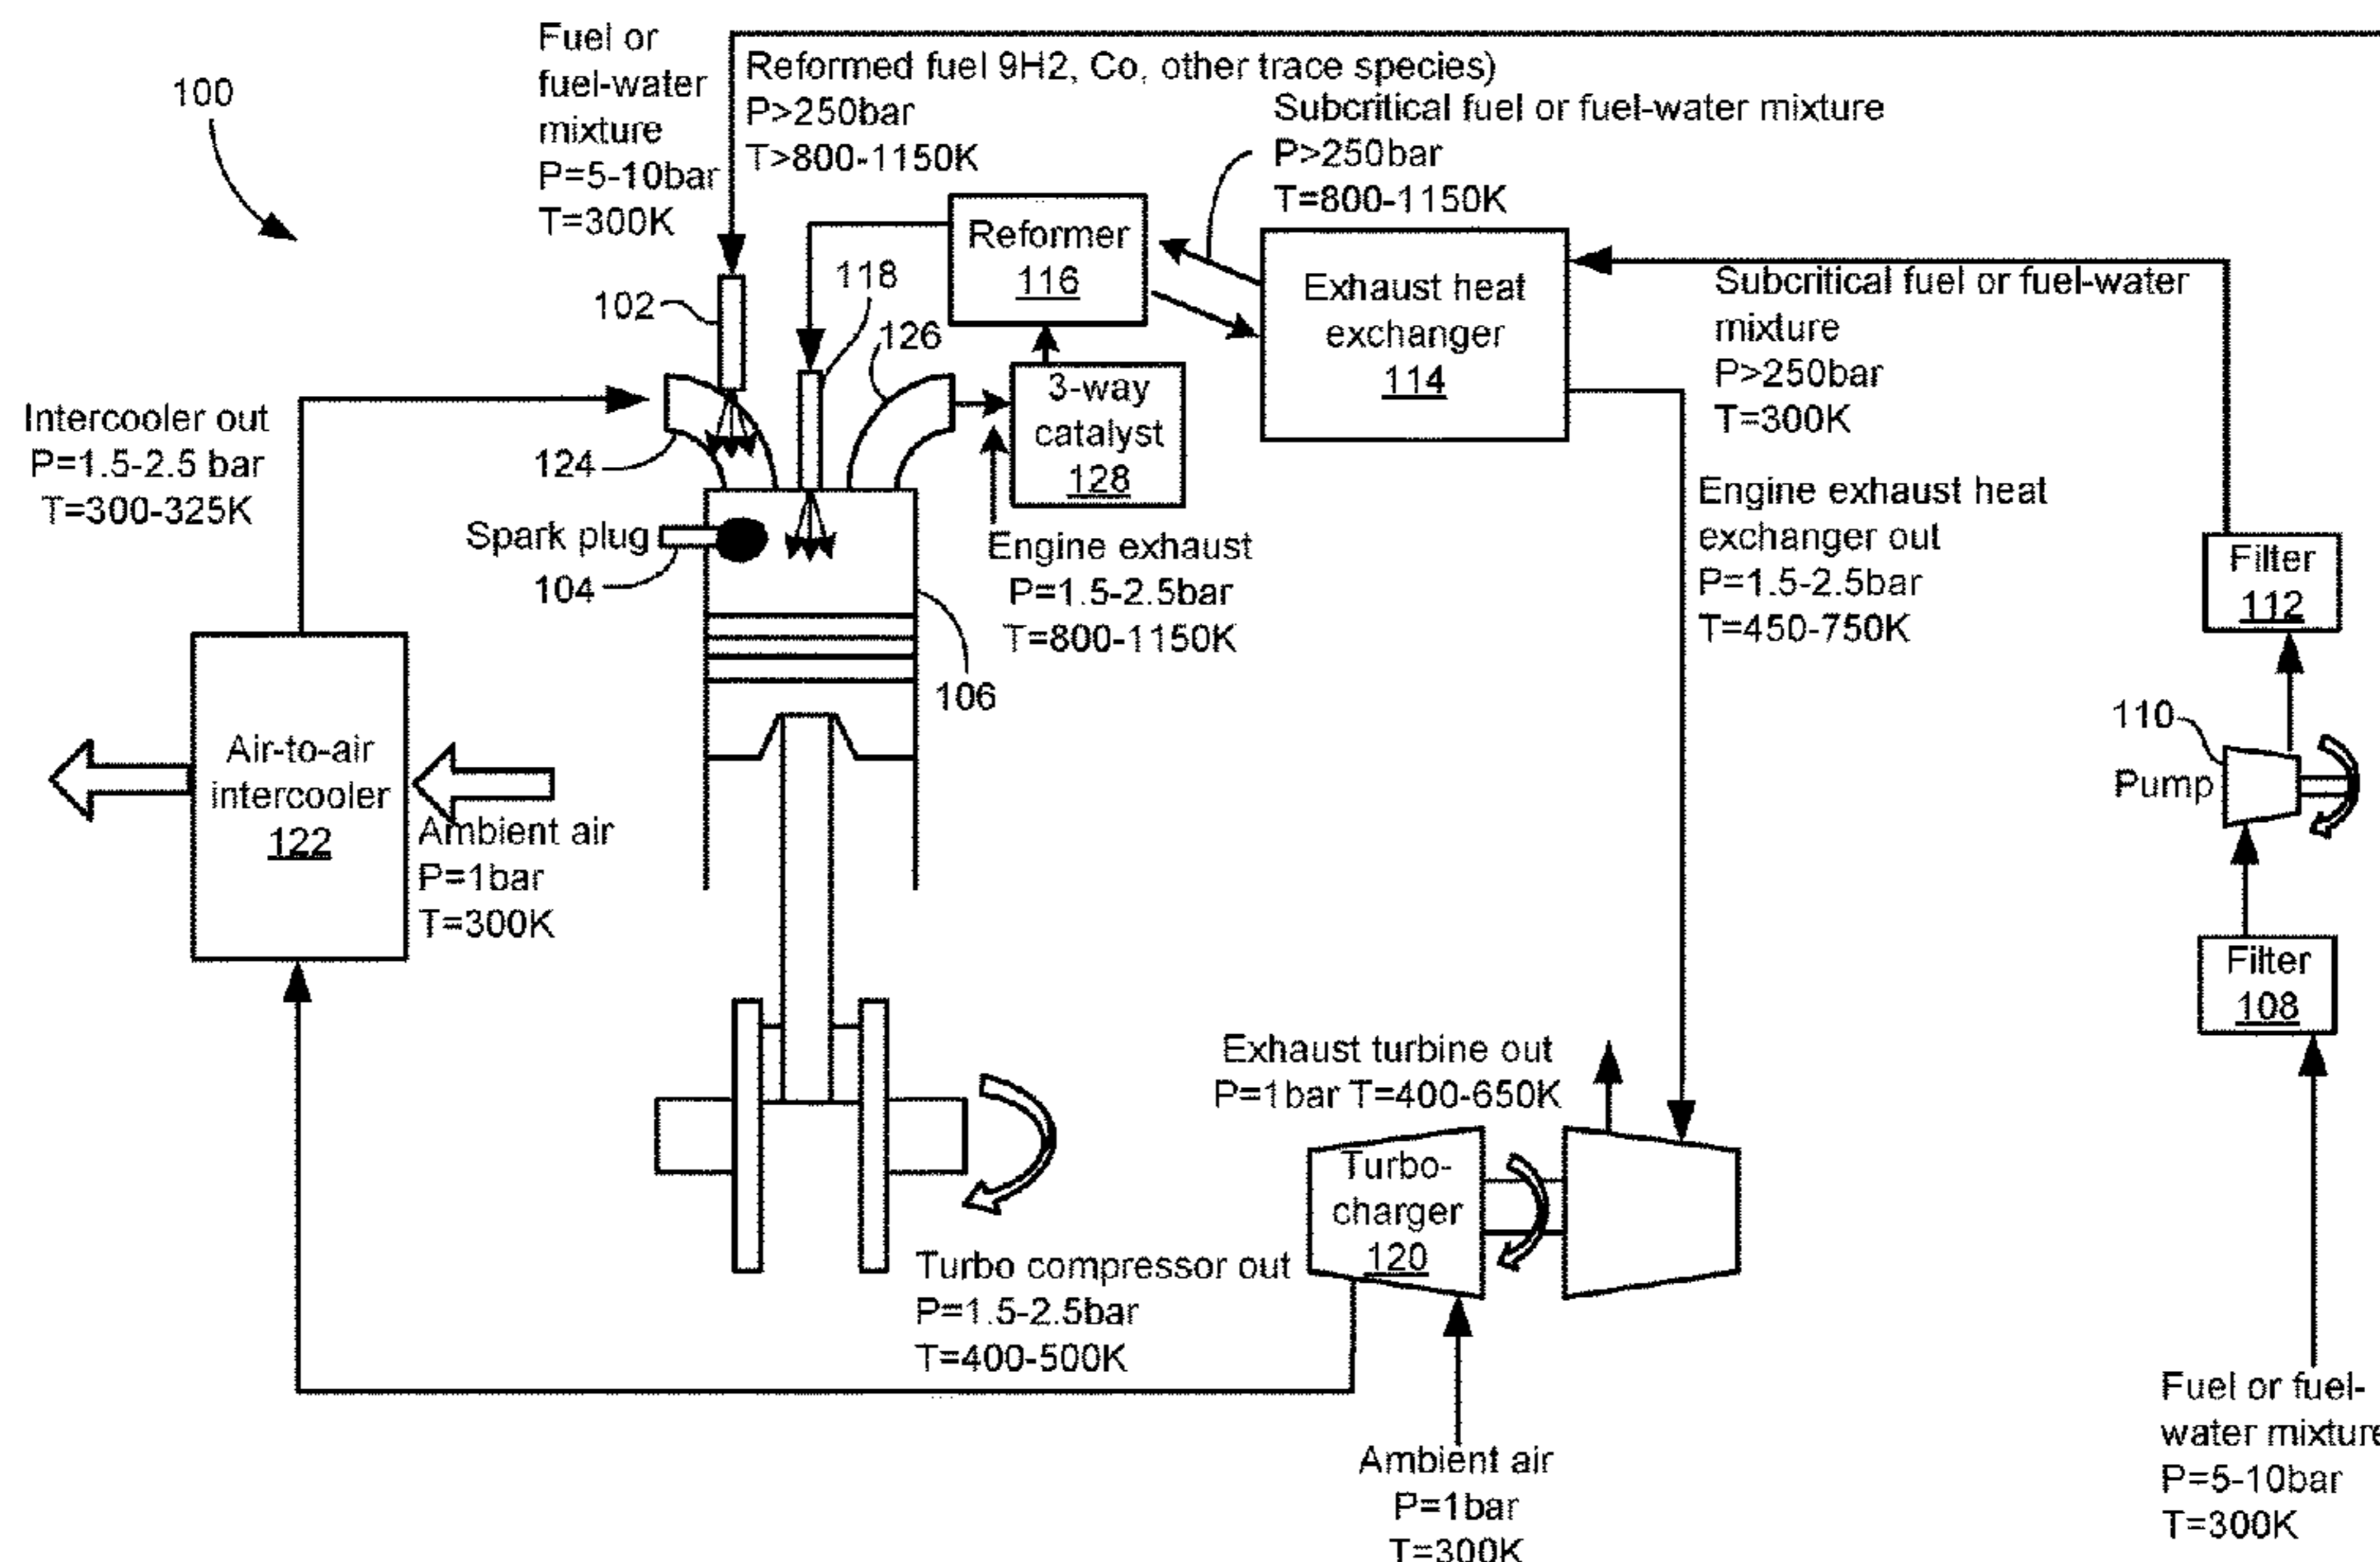 100
Fuel or
fuel-water
mixture
P=5-10bar
T=300K
Reformed fuel 9H2, Co, other trace species)
P>250bar
T>800-1150K
Subcritical fuel or fuel-water mixture
P>250bar
T=800-1150K
Reformer
116
118
102
126
Exhaust heat
exchanger
114
Subcritical fuel or fuel-water
mixture
P>250bar
T=300K
3-way
catalyst
128
Intercooler out
P=1.5-2.5 bar
T=300-325K
124
Spark plug
104
Engine exhaust
P=1.5-2.5bar
T=800-1150K
106
Engine exhaust heat
exchanger out
P=1.5-2.5bar
T=450-750K
Filter
112
110
Pump
Filter
108
Air-to-air
intercooler
122
Ambient air
P=1bar
T=300K
Exhaust turbine out
P=1bar T=400-650K
Turbo-
charger
120
Turbo compressor out
P=1.5-2.5bar
T=400-500K
Ambient air
P=1bar
T=300K
Fuel or fuel-
water mixture
P=5-10bar
T=300K